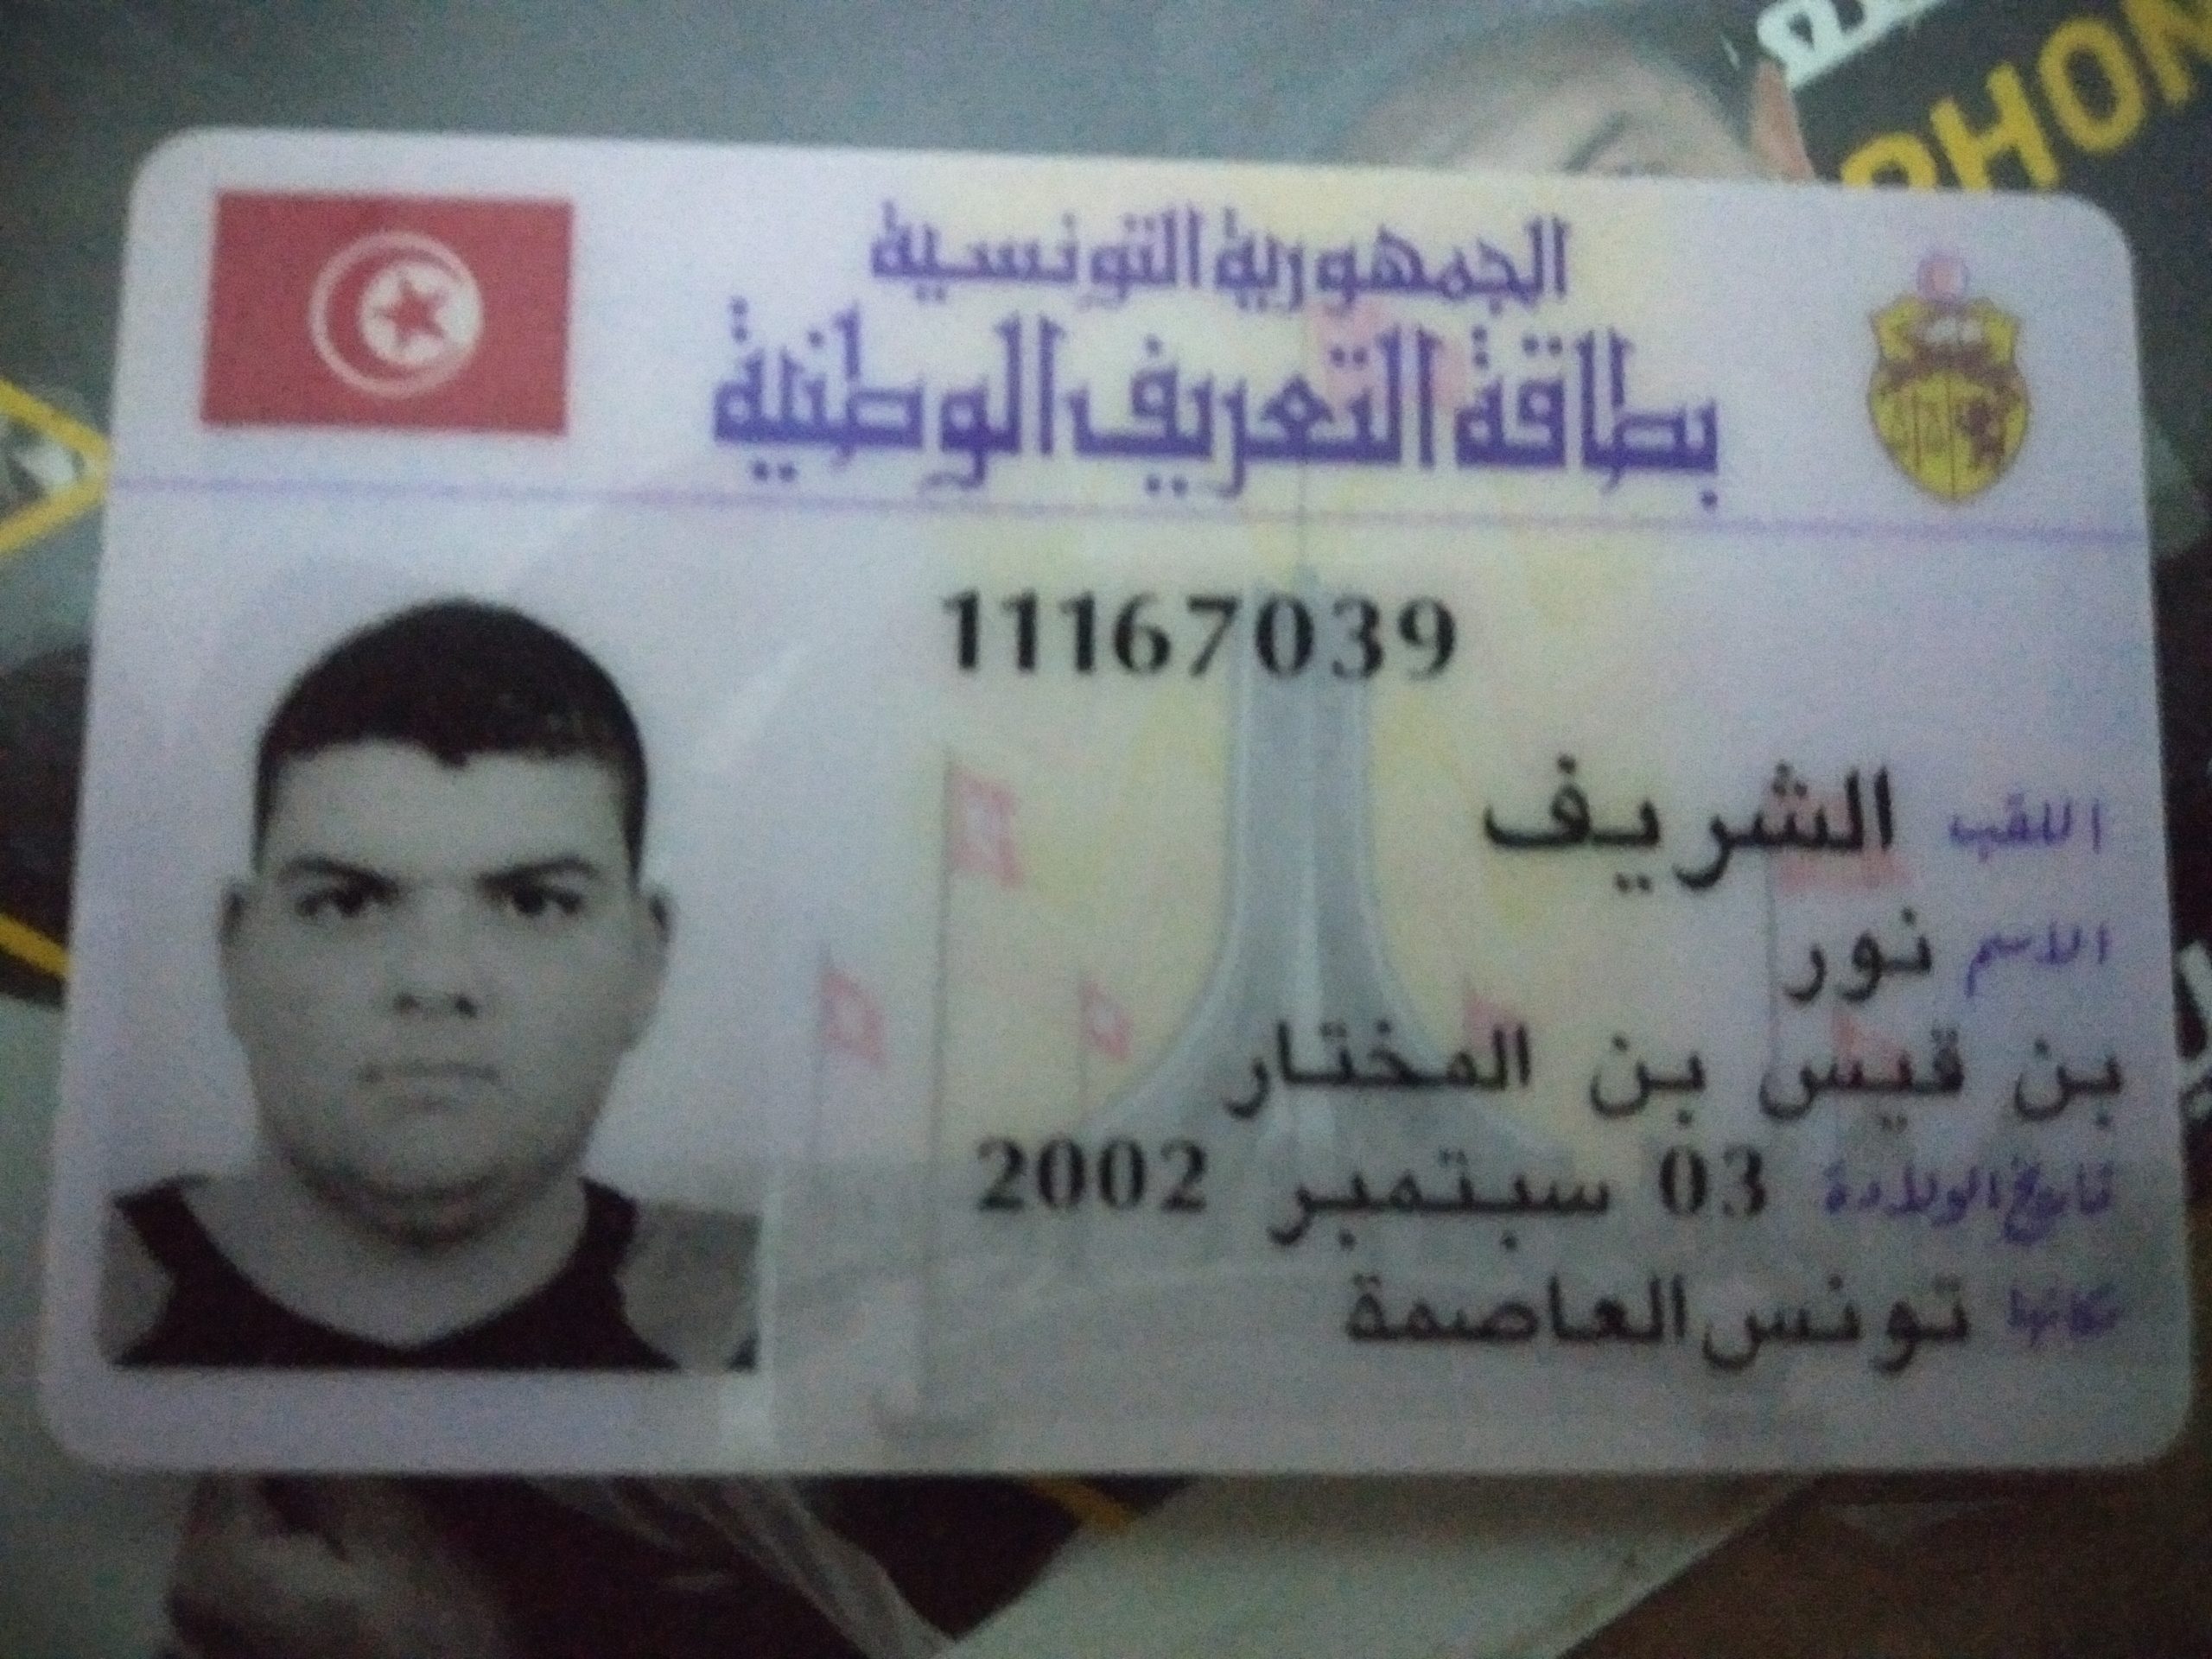 الجمهورية التونسية
بطاقة التعريف الوطنية
11167039
اللقب الشريف
الاسم نور
بن قيس بن المختار
تاريخ الولادة 03 سبتمبر 2002
مكانها تونس العاصمة